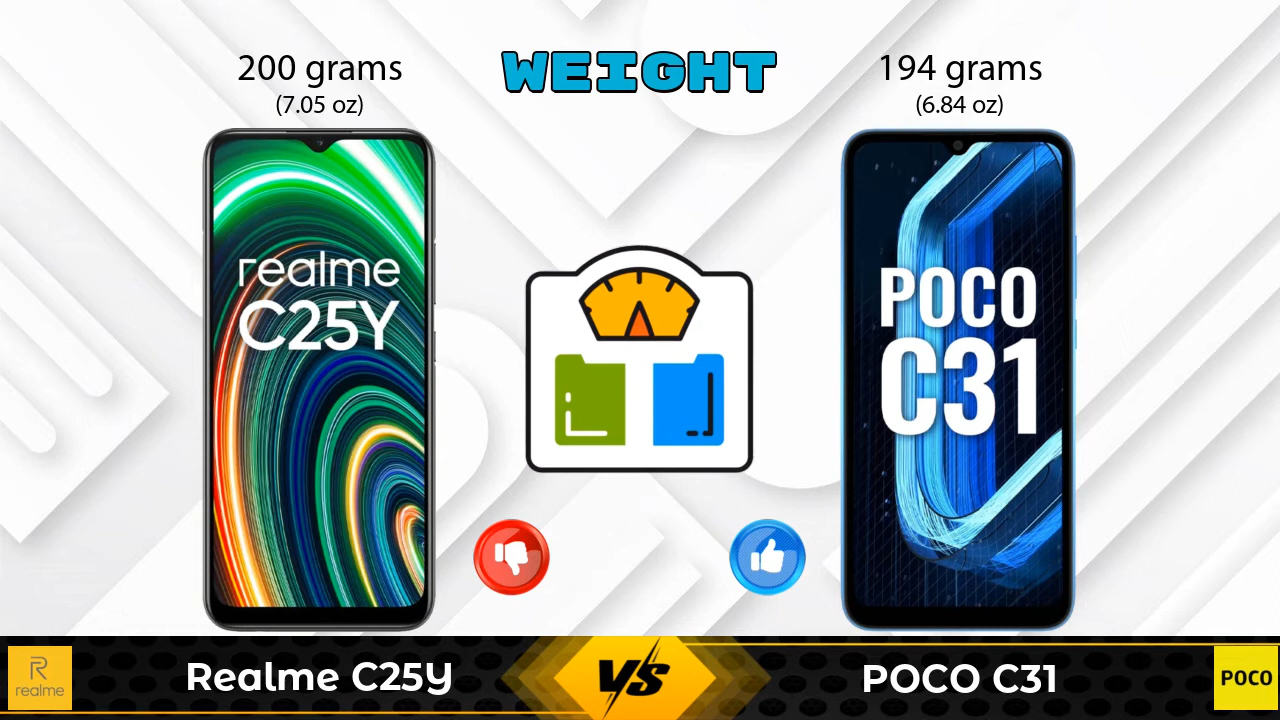 WEIGHT
200 grams
(7.05 oz)
194 grams
(6.84 oz)
realme
C25Y
POCO
C31
R
realme
Realme C25Y
VS
POCO C31
POCO